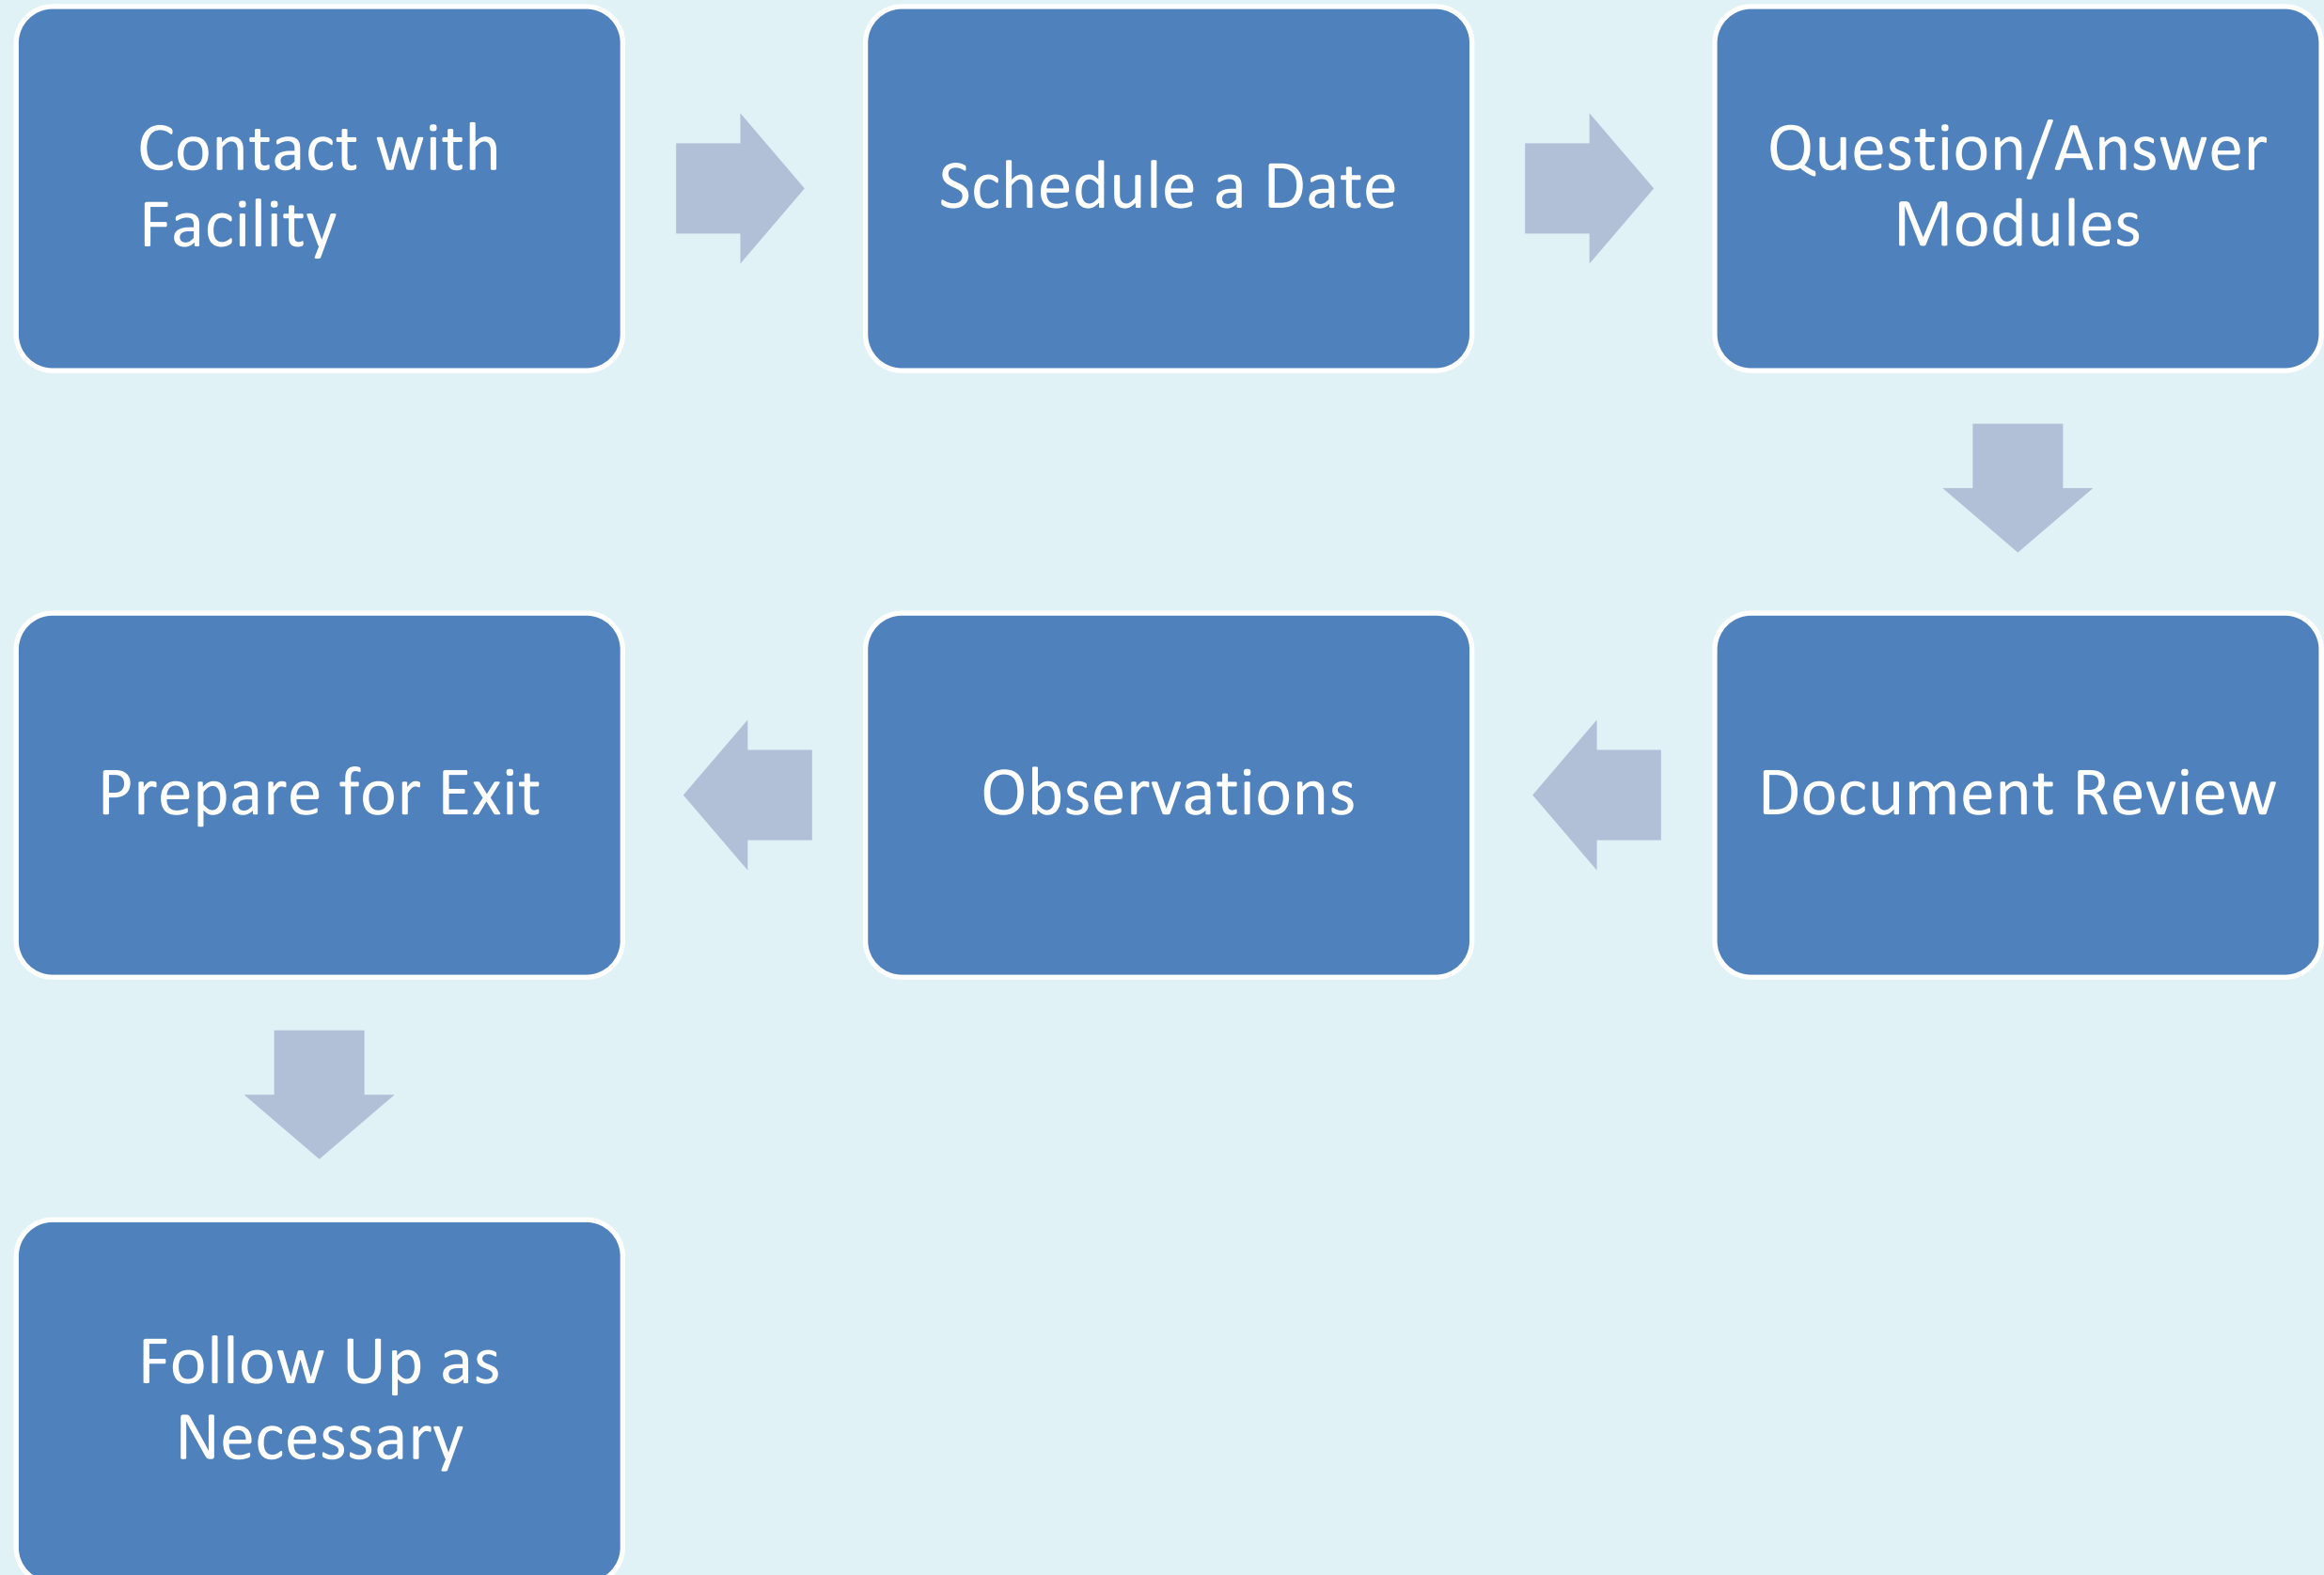 Contact with
Facility
Schedule a Date
Question/Answer
Modules
Document Review
Observations
Prepare for Exit
Follow Up as
Necessary